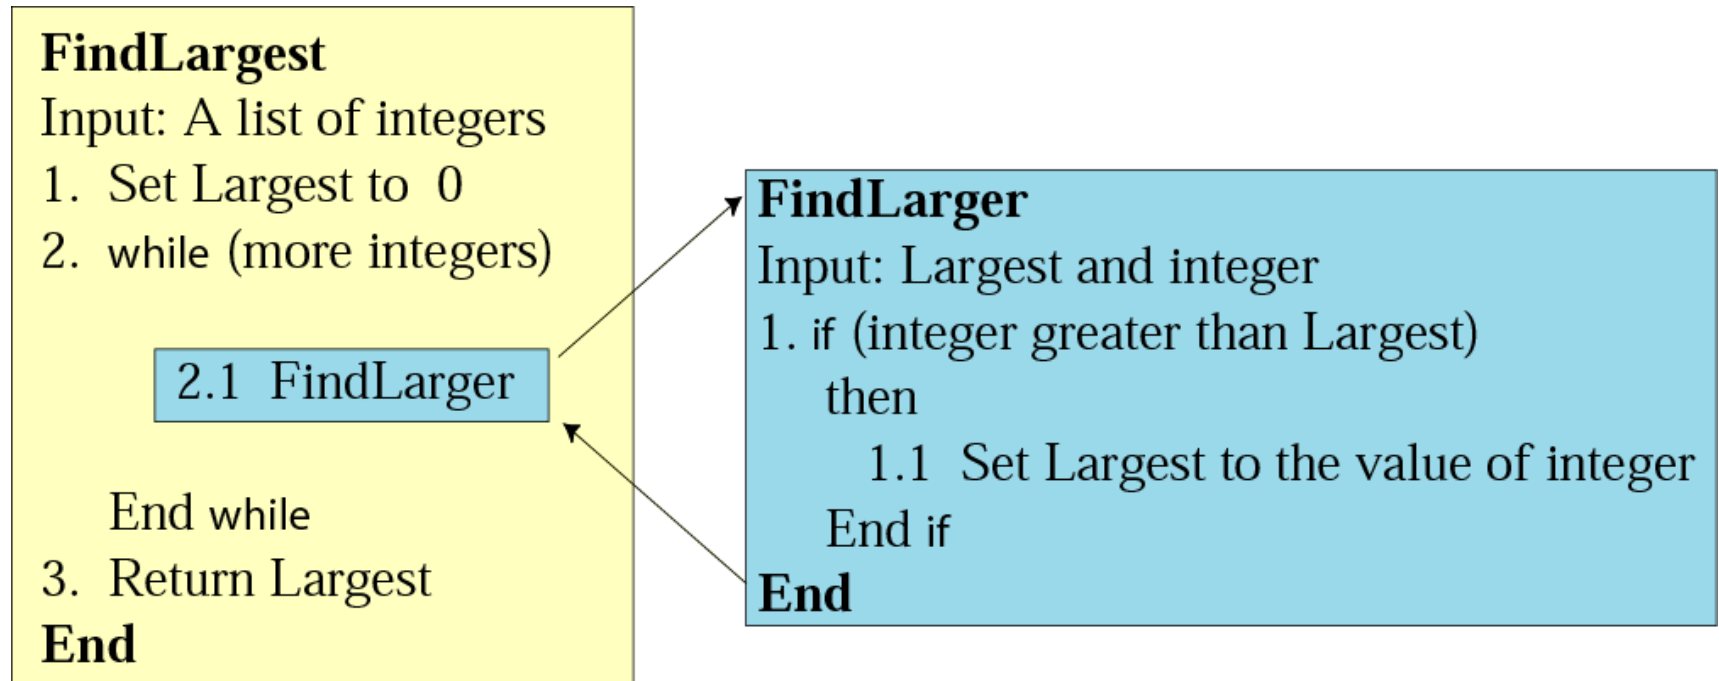 FindLargest
Input: A list of integers
1. Set Largest to 0
2. while (more integers)
2.1 FindLarger
End while
3. Return Largest
End
FindLarger
Input: Largest and integer
1. if (integer greater than Largest)
then
1.1 Set Largest to the value of integer
End if
End